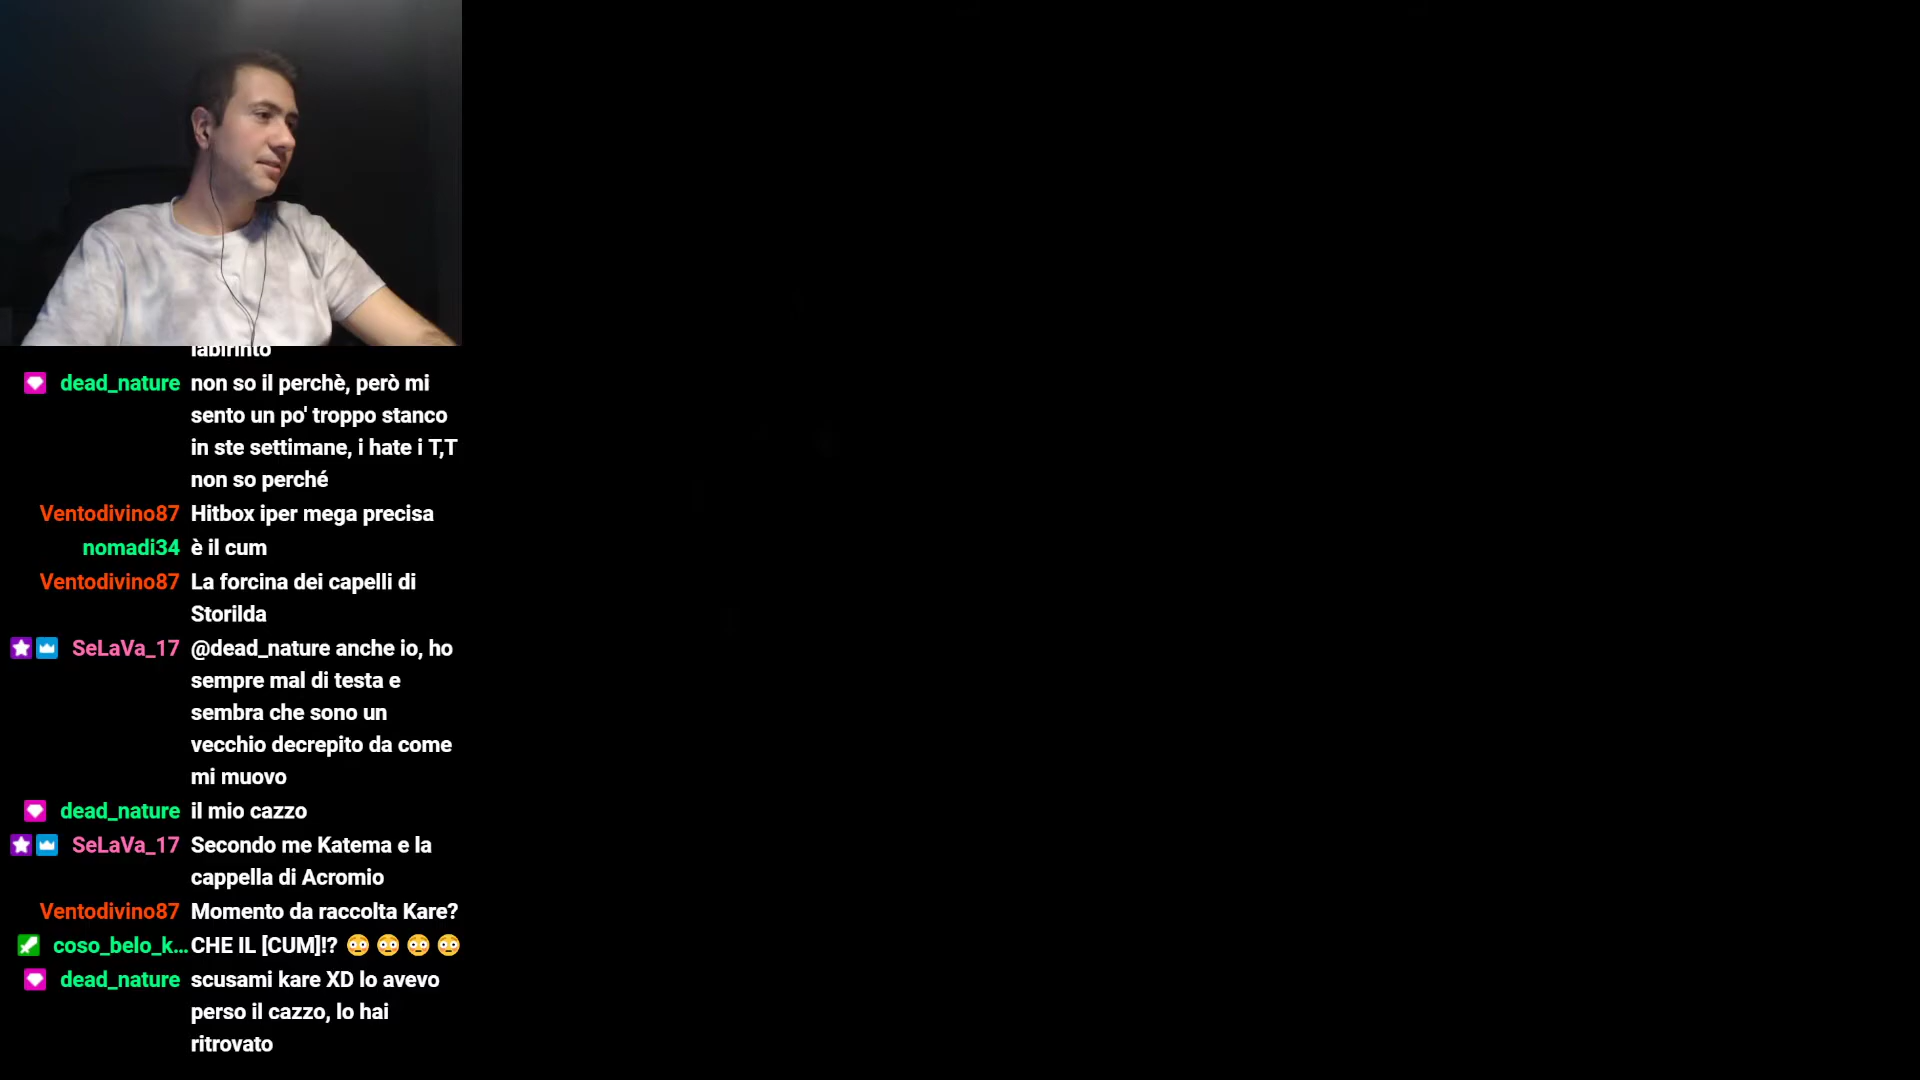 labirinto
dead_nature non so il perchè, però mi
sento un po' troppo stanco
in ste settimane, i hate i T,T
non so perché
Ventodivino87 Hitbox iper mega precisa
nomadi34 è il cum
Ventodivino87 La forcina dei capelli di
Storilda
SeLaVa_17 @dead_nature anche io, ho
sempre mal di testa e
sembra che sono un
vecchio decrepito da come
mi muovo
dead_nature il mio cazzo
SeLaVa_17 Secondo me Katema e la
cappella di Acromio
Ventodivino87 Momento da raccolta Kare?
coso_belo_k... CHE IL [CUM]!? 😳 😳 😳 😳
dead_nature scusami kare XD lo avevo
perso il cazzo, lo hai
ritrovato